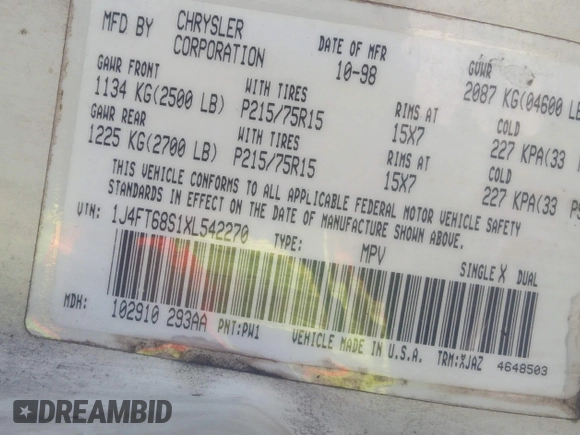 MFD BY CHRYSLER CORPORATION DATE OF MFR 10-98 GVWR 2087 KG(04600 LB
GAWR FRONT WITH TIRES RIMS AT COLD
1134 KG(2500 LB) P215/75R15 15X7 227 KPA(33
GAWR REAR WITH TIRES RIMS AT COLD
1225 KG(2700 LB) P215/75R15 15X7 227 KPA(33 PS
THIS VEHICLE CONFORMS TO ALL APPLICABLE FEDERAL MOTOR VEHICLE SAFETY
STANDARDS IN EFFECT ON THE DATE OF MANUFACTURE SHOWN ABOVE.
VIN: 1J4FT68S1XL542270 TYPE: MPV SINGLE X DUAL
MDH: 102910 293AA PNT:PW1 VEHICLE MADE IN U.S.A. TRM:XJAZ 4648503
DREAMBID